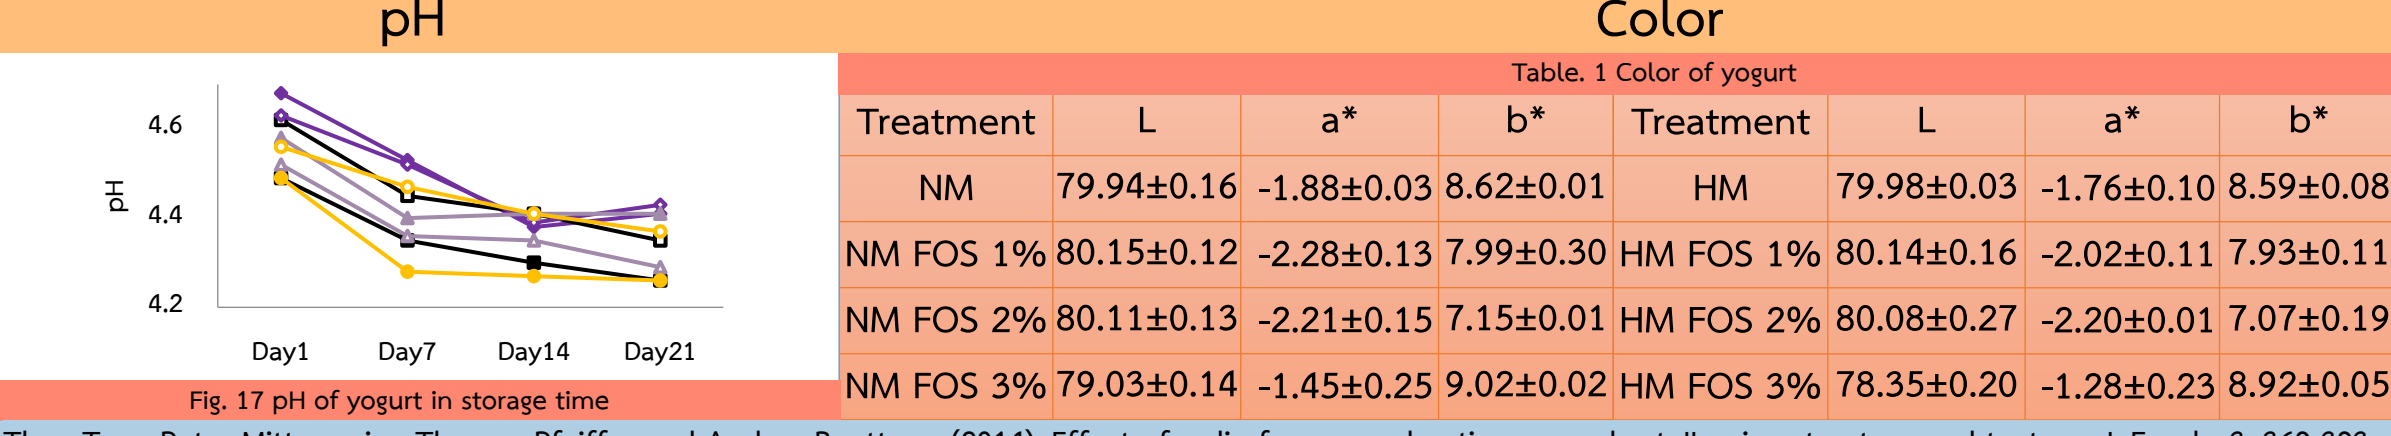 pH
4.6
4.4
4.2
pH
Day1 Day7 Day14 Day21
Fig. 17 pH of yogurt in storage time
Color
Table. 1 Color of yogurt
Treatment L a* b* Treatment L a* b*
NM 79.94±0.16 -1.88±0.03 8.62±0.01 HM 79.98±0.03 -1.76±0.10 8.59±0.08
NM FOS 1% 80.15±0.12 -2.28±0.13 7.99±0.30 HM FOS 1% 80.14±0.16 -2.02±0.11 7.93±0.11
NM FOS 2% 80.11±0.13 -2.21±0.15 7.15±0.01 HM FOS 2% 80.08±0.27 -2.20±0.01 7.07±0.19
NM FOS 3% 79.03±0.14 -1.45±0.25 9.02±0.02 HM FOS 3% 78.35±0.20 -1.28±0.23 8.92±0.05